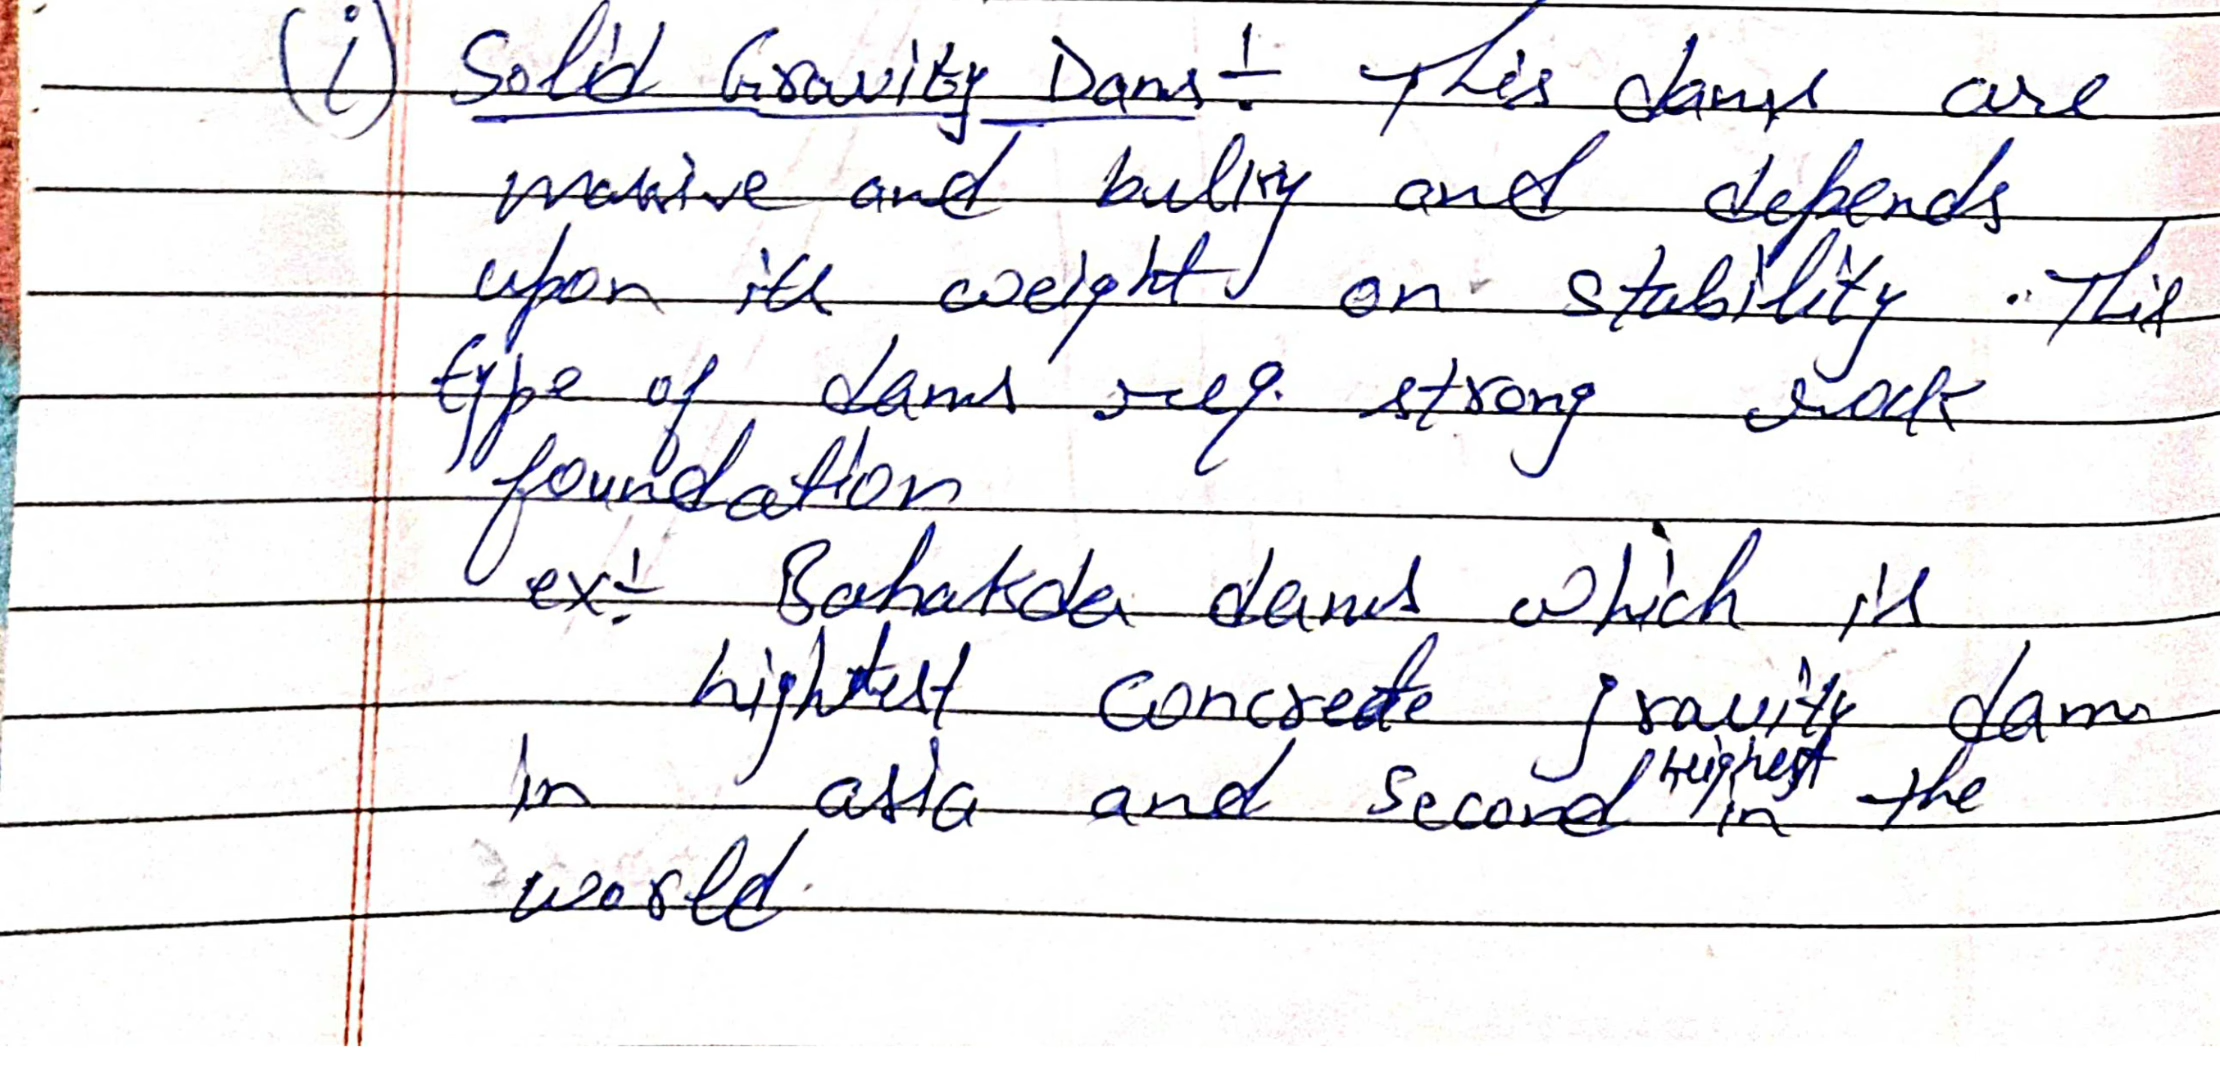 (i) Solid Gravity Dams :- This dams are
massive and bulky and depends
upon its weight on stability. This
type of dams req. strong rock
foundation
ex :- Bahakda dams which is
hightest concrete gravity dam
in asia and second Heighest in the
world.